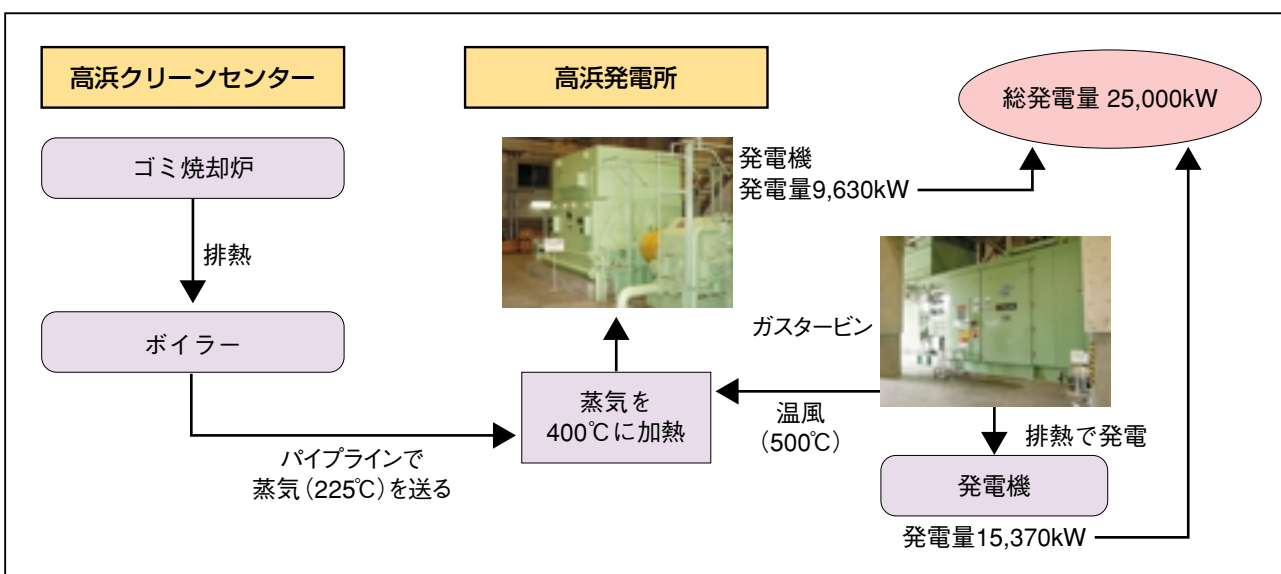 高浜クリーンセンター
ゴミ焼却炉
排熱
ボイラー
パイプラインで
蒸気（225℃）を送る
高浜発電所
発電機
発電量9,630kW
蒸気を
400℃に加熱
ガスタービン
温風
（500℃）
排熱で発電
発電機
発電量15,370kW
総発電量 25,000kW